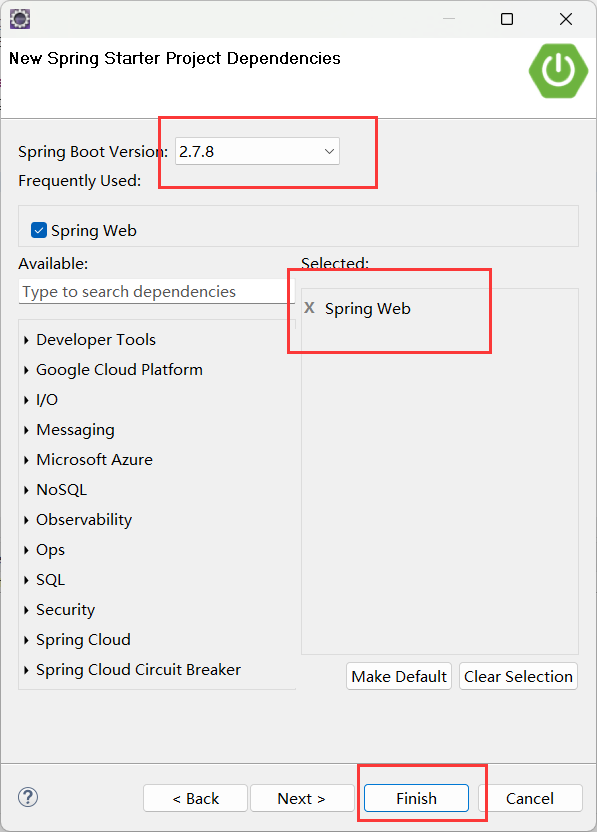 New Spring Starter Project Dependencies
Spring Boot Version: 2.7.8
Frequently Used:
Spring Web
Available:
Selected:
Type to search dependencies
X Spring Web
Developer Tools
Google Cloud Platform
I/O
Messaging
Microsoft Azure
NoSQL
Observability
Ops
SQL
Security
Spring Cloud
Spring Cloud Circuit Breaker
Make Default
Clear Selection
?
< Back
Next >
Finish
Cancel